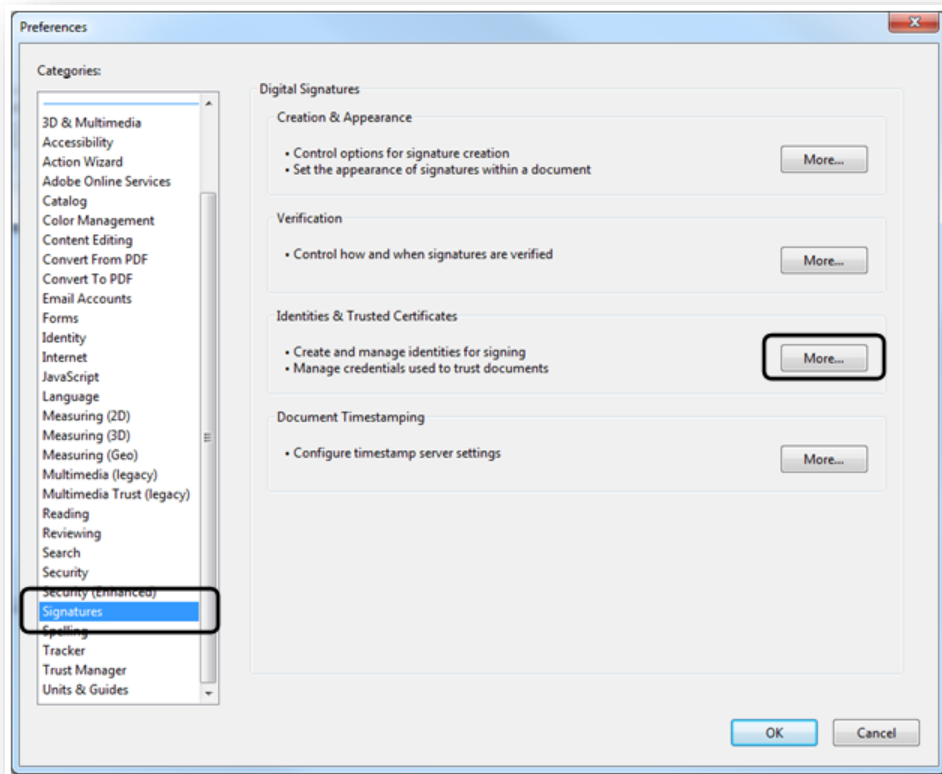 Preferences
Categories:
3D & Multimedia
Accessibility
Action Wizard
Adobe Online Services
Catalog
Color Management
Content Editing
Convert From PDF
Convert To PDF
Email Accounts
Forms
Identity
Internet
JavaScript
Language
Measuring (2D)
Measuring (3D)
Measuring (Geo)
Multimedia (legacy)
Multimedia Trust (legacy)
Reading
Reviewing
Search
Security
Security (Enhanced)
Signatures
Spelling
Tracker
Trust Manager
Units & Guides
Digital Signatures
Creation & Appearance
• Control options for signature creation
• Set the appearance of signatures within a document
More...
Verification
• Control how and when signatures are verified
More...
Identities & Trusted Certificates
• Create and manage identities for signing
• Manage credentials used to trust documents
More...
Document Timestamping
• Configure timestamp server settings
More...
OK
Cancel